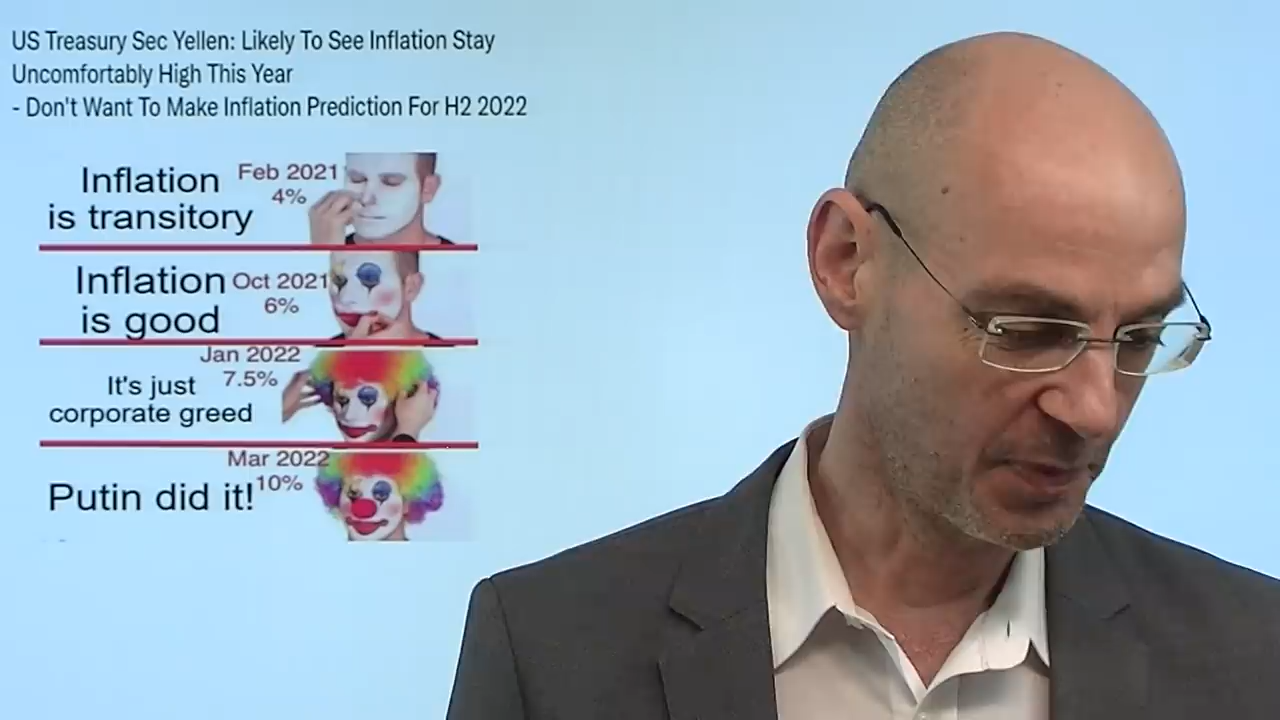 US Treasury Sec Yellen: Likely To See Inflation Stay
Uncomfortably High This Year
- Don't Want To Make Inflation Prediction For H2 2022
Inflation
is transitory
Feb 2021
4%
Inflation
is good
Oct 2021
6%
Jan 2022
7.5%
It's just
corporate greed
Mar 2022
10%
Putin did it!